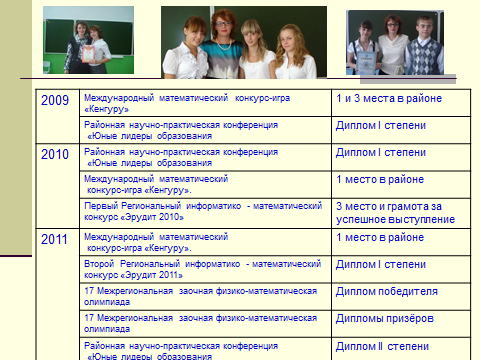 2009
Международный математический конкурс-игра
«Кенгуру»
1 и 3 места в районе
Районная научно-практическая конференция
«Юные лидеры образования
Диплом I степени
2010
Районная научно-практическая конференция
«Юные лидеры образования
Диплом I степени
Международный математический
конкурс-игра «Кенгуру».
1 место в районе
Первый Региональный информатико - математический
конкурс «Эрудит 2010»
3 место и грамота за
успешное выступление
2011
Международный математический
конкурс-игра «Кенгуру».
1 место в районе
Второй Региональный информатико - математический
конкурс «Эрудит 2011»
Диплом I степени
17 Межрегиональная заочная физико-математическая
олимпиада
Диплом победителя
17 Межрегиональная заочная физико-математическая
олимпиада
Дипломы призёров
Районная научно-практическая конференция
«Юные лидеры образования
Диплом II степени